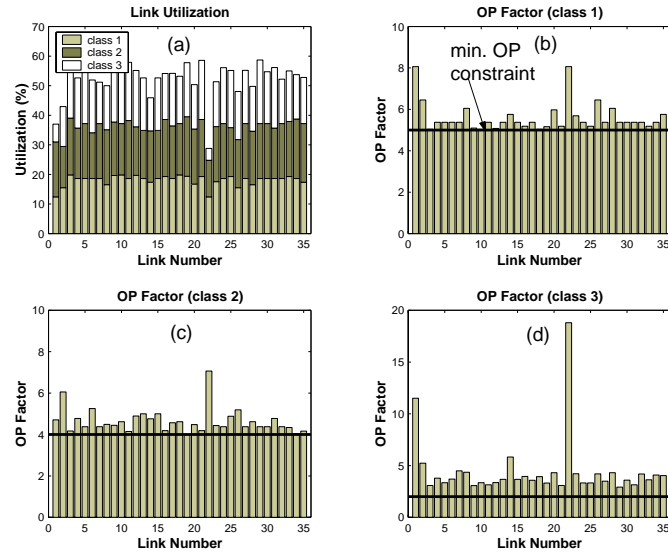 Link Utilization
70
60
50
40
30
20
10
0
Utilization (%)
class 1
class 2
class 3
(a)
0 5 10 15 20 25 30 35
Link Number
OP Factor (class 1)
10
8
6
4
2
0
OP Factor
(b)
min. OP
constraint
0 5 10 15 20 25 30 35
Link Number
OP Factor (class 2)
10
8
6
4
2
0
OP Factor
(c)
0 5 10 15 20 25 30 35
Link Number
OP Factor (class 3)
20
15
10
5
0
OP Factor
(d)
0 5 10 15 20 25 30 35
Link Number